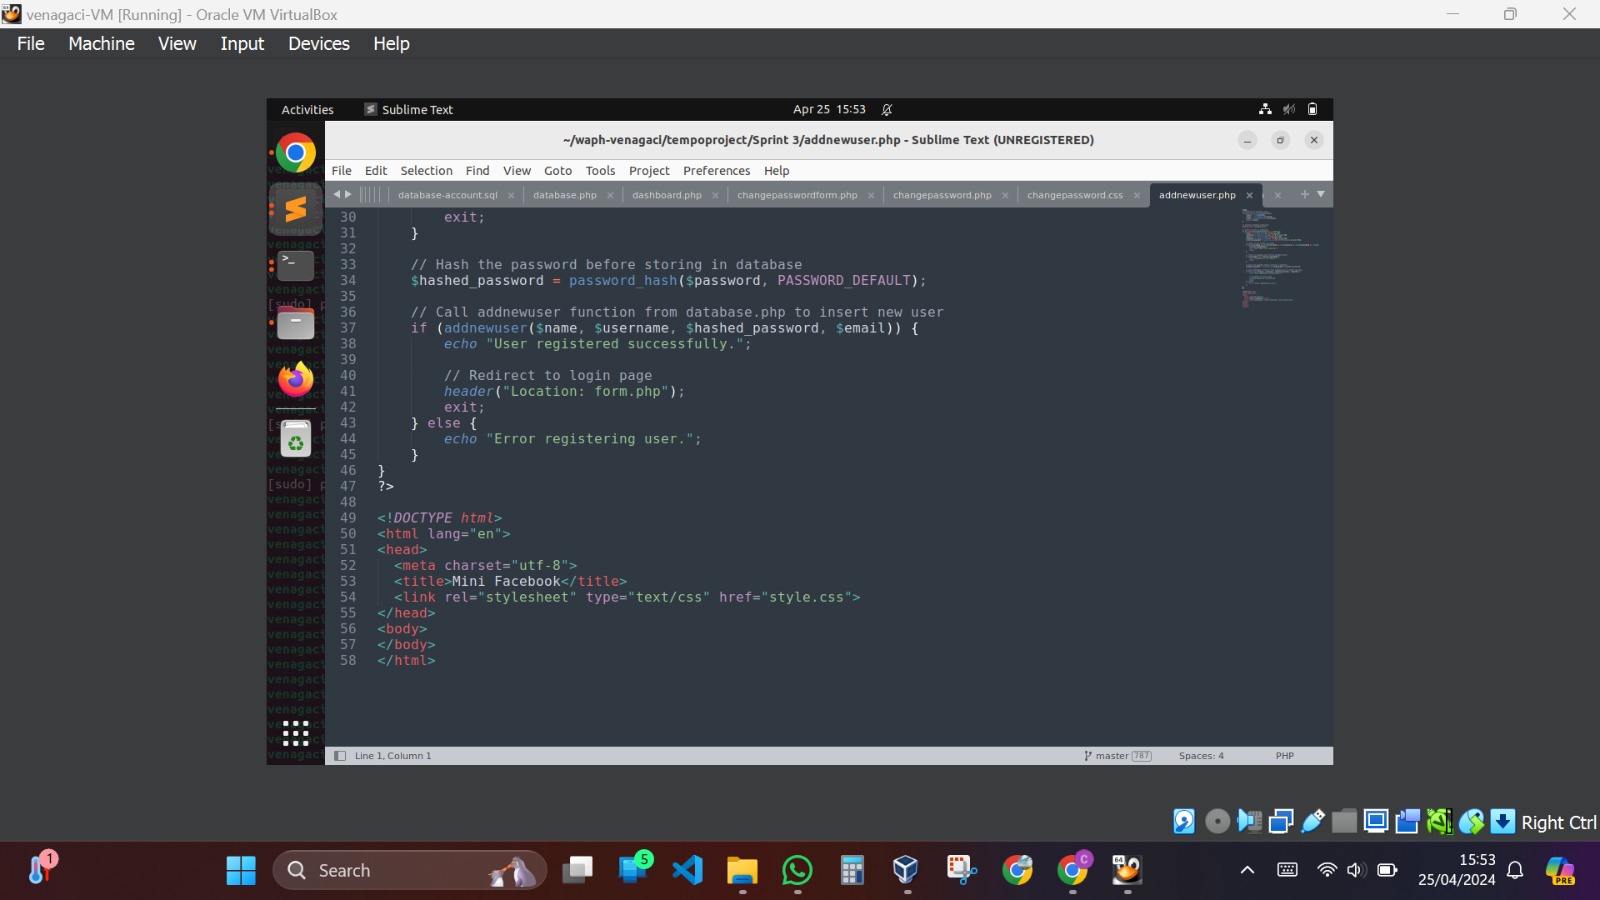 venagaci-VM [Running] - Oracle VM VirtualBox
File Machine View Input Devices Help
Activities Sublime Text Apr 25 15:53
~/waph-venagaci/tempoproject/Sprint 3/addnewuser.php - Sublime Text (UNREGISTERED)
File Edit Selection Find View Goto Tools Project Preferences Help
database-account.sql database.php dashboard.php changepasswordform.php changepassword.php changepassword.css addnewuser.php
30 exit;
31 }
32
33 // Hash the password before storing in database
34 $hashed_password = password_hash($password, PASSWORD_DEFAULT);
35
36 // Call addnewuser function from database.php to insert new user
37 if (addnewuser($name, $username, $hashed_password, $email)) {
38 echo "User registered successfully.";
39
40 // Redirect to login page
41 header("Location: form.php");
42 exit;
43 } else {
44 echo "Error registering user.";
45 }
46 }
47 ?>
48
49 <!DOCTYPE html>
50 <html lang="en">
51 <head>
52 <meta charset="utf-8">
53 <title>Mini Facebook</title>
54 <link rel="stylesheet" type="text/css" href="style.css">
55 </head>
56 <body>
57 </body>
58 </html>
Line 1, Column 1 master 787 Spaces: 4 PHP
Right Ctrl
1 Search 5 C 64 15:53
25/04/2024
PRE